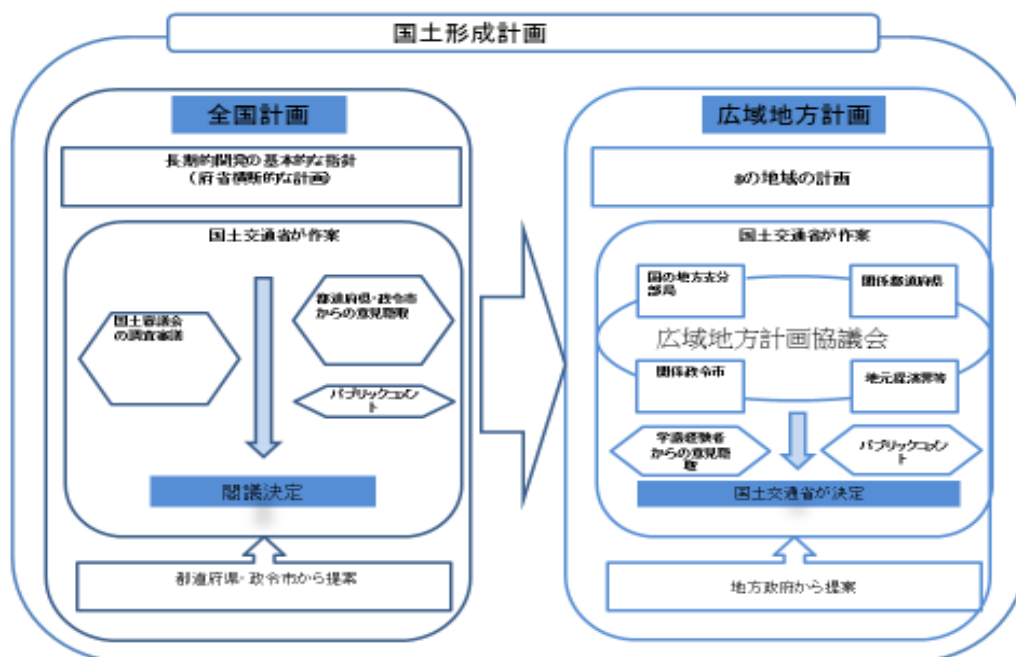 国土形成計画
全国計画
長期的開発の基本的な指針
（府省横断的な計画）
国土交通省が作案
国土審議会
の調査審議
都道府県・政令市
からの意見聴取
パブリックコメン
ト
閣議決定
都道府県・政令市から提案
広域地方計画
8の地域の計画
国土交通省が作案
国の地方支分
部局
関係都道府県
広域地方計画協議会
関係政令市
地元経済界等
学識経験者
からの意見聴
取
パブリックコメン
ト
国土交通省が決定
地方政府から提案